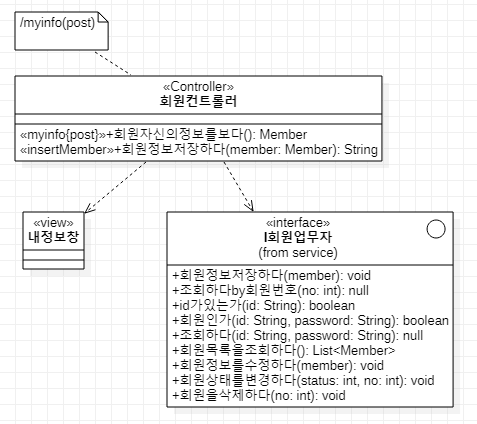 /myinfo(post)
«Controller»
회원컨트롤러
«myinfo{post}»+회원자신의정보를보다(): Member
«insertMember»+회원정보저장하다(member: Member): String
«view»
내정보창
«interface»
I회원업무자
(from service)
+회원정보저장하다(member): void
+조회하다by회원번호(no: int): null
+id가있는가(id: String): boolean
+회원인가(id: String, password: String): boolean
+조회하다(id: String, password: String): null
+회원목록을조회하다(): List<Member>
+회원정보를수정하다(member): void
+회원상태를변경하다(status: int, no: int): void
+회원을삭제하다(no: int): void